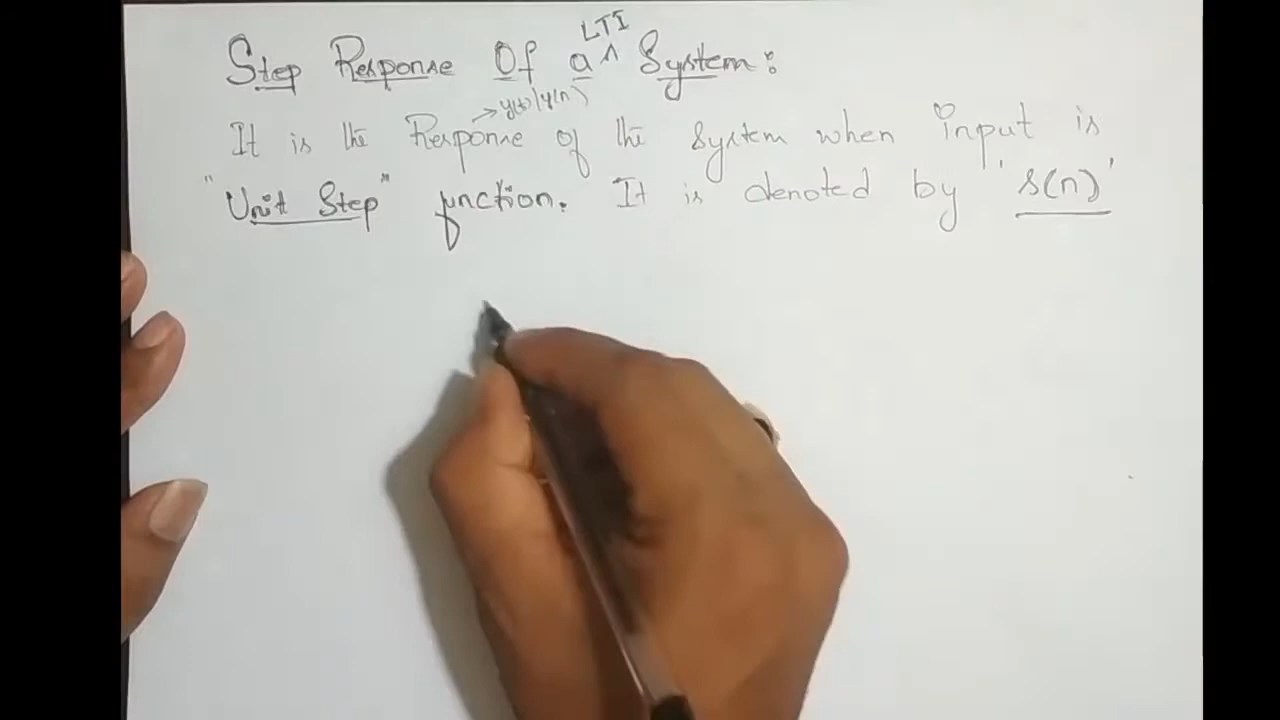 Step Response Of a LTI System:
→ y(t)/y(n)
It is the Response of the system when input is
"Unit Step" function. It is denoted by 's(n)'